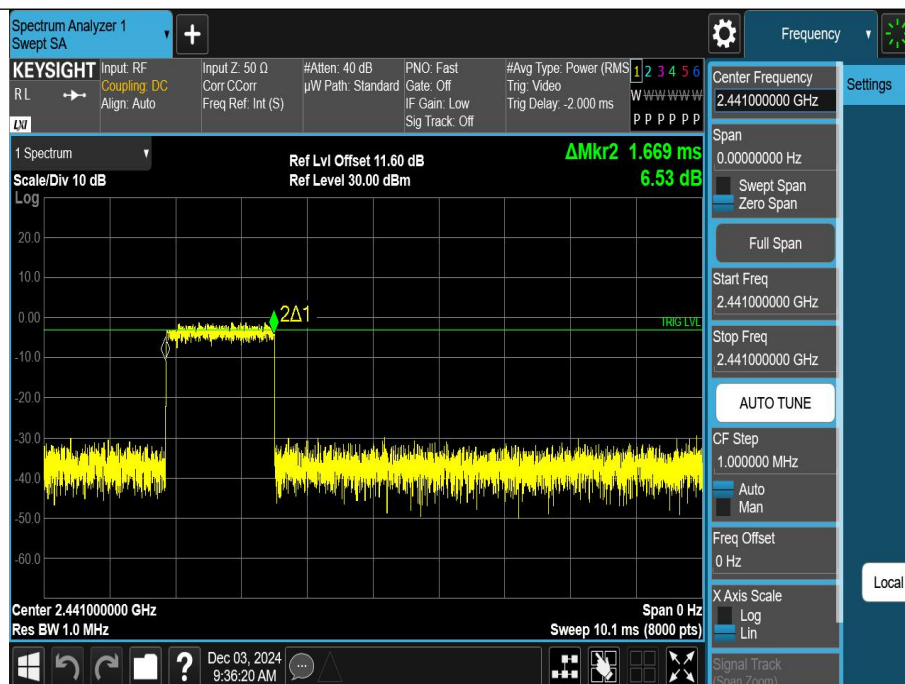 Spectrum Analyzer 1
Swept SA
+
Frequency
KEYSIGHT
RL
LXI
Input: RF
Coupling: DC
Align: Auto
Input Z: 50 Ω
Corr CCorr
Freq Ref: Int (S)
#Atten: 40 dB
µW Path: Standard
PNO: Fast
Gate: Off
IF Gain: Low
Sig Track: Off
#Avg Type: Power (RMS
Trig: Video
Trig Delay: -2.000 ms
1 2 3 4 5 6
W W W W W W
P P P P P P
1 Spectrum
Scale/Div 10 dB
Log
Ref Lvl Offset 11.60 dB
Ref Level 30.00 dBm
ΔMkr2 1.669 ms
6.53 dB
20.0
10.0
0.00
-10.0
-20.0
-30.0
-40.0
-50.0
-60.0
2Δ1
TRIG LVL
Center 2.441000000 GHz
Res BW 1.0 MHz
Span 0 Hz
Sweep 10.1 ms (8000 pts)
Dec 03, 2024
9:36:20 AM
?
Center Frequency
2.441000000 GHz
Span
0.00000000 Hz
Swept Span
Zero Span
Full Span
Start Freq
2.441000000 GHz
Stop Freq
2.441000000 GHz
AUTO TUNE
CF Step
1.000000 MHz
Auto
Man
Freq Offset
0 Hz
X Axis Scale
Log
Lin
Signal Track
(Span Zoom)
Settings
Local